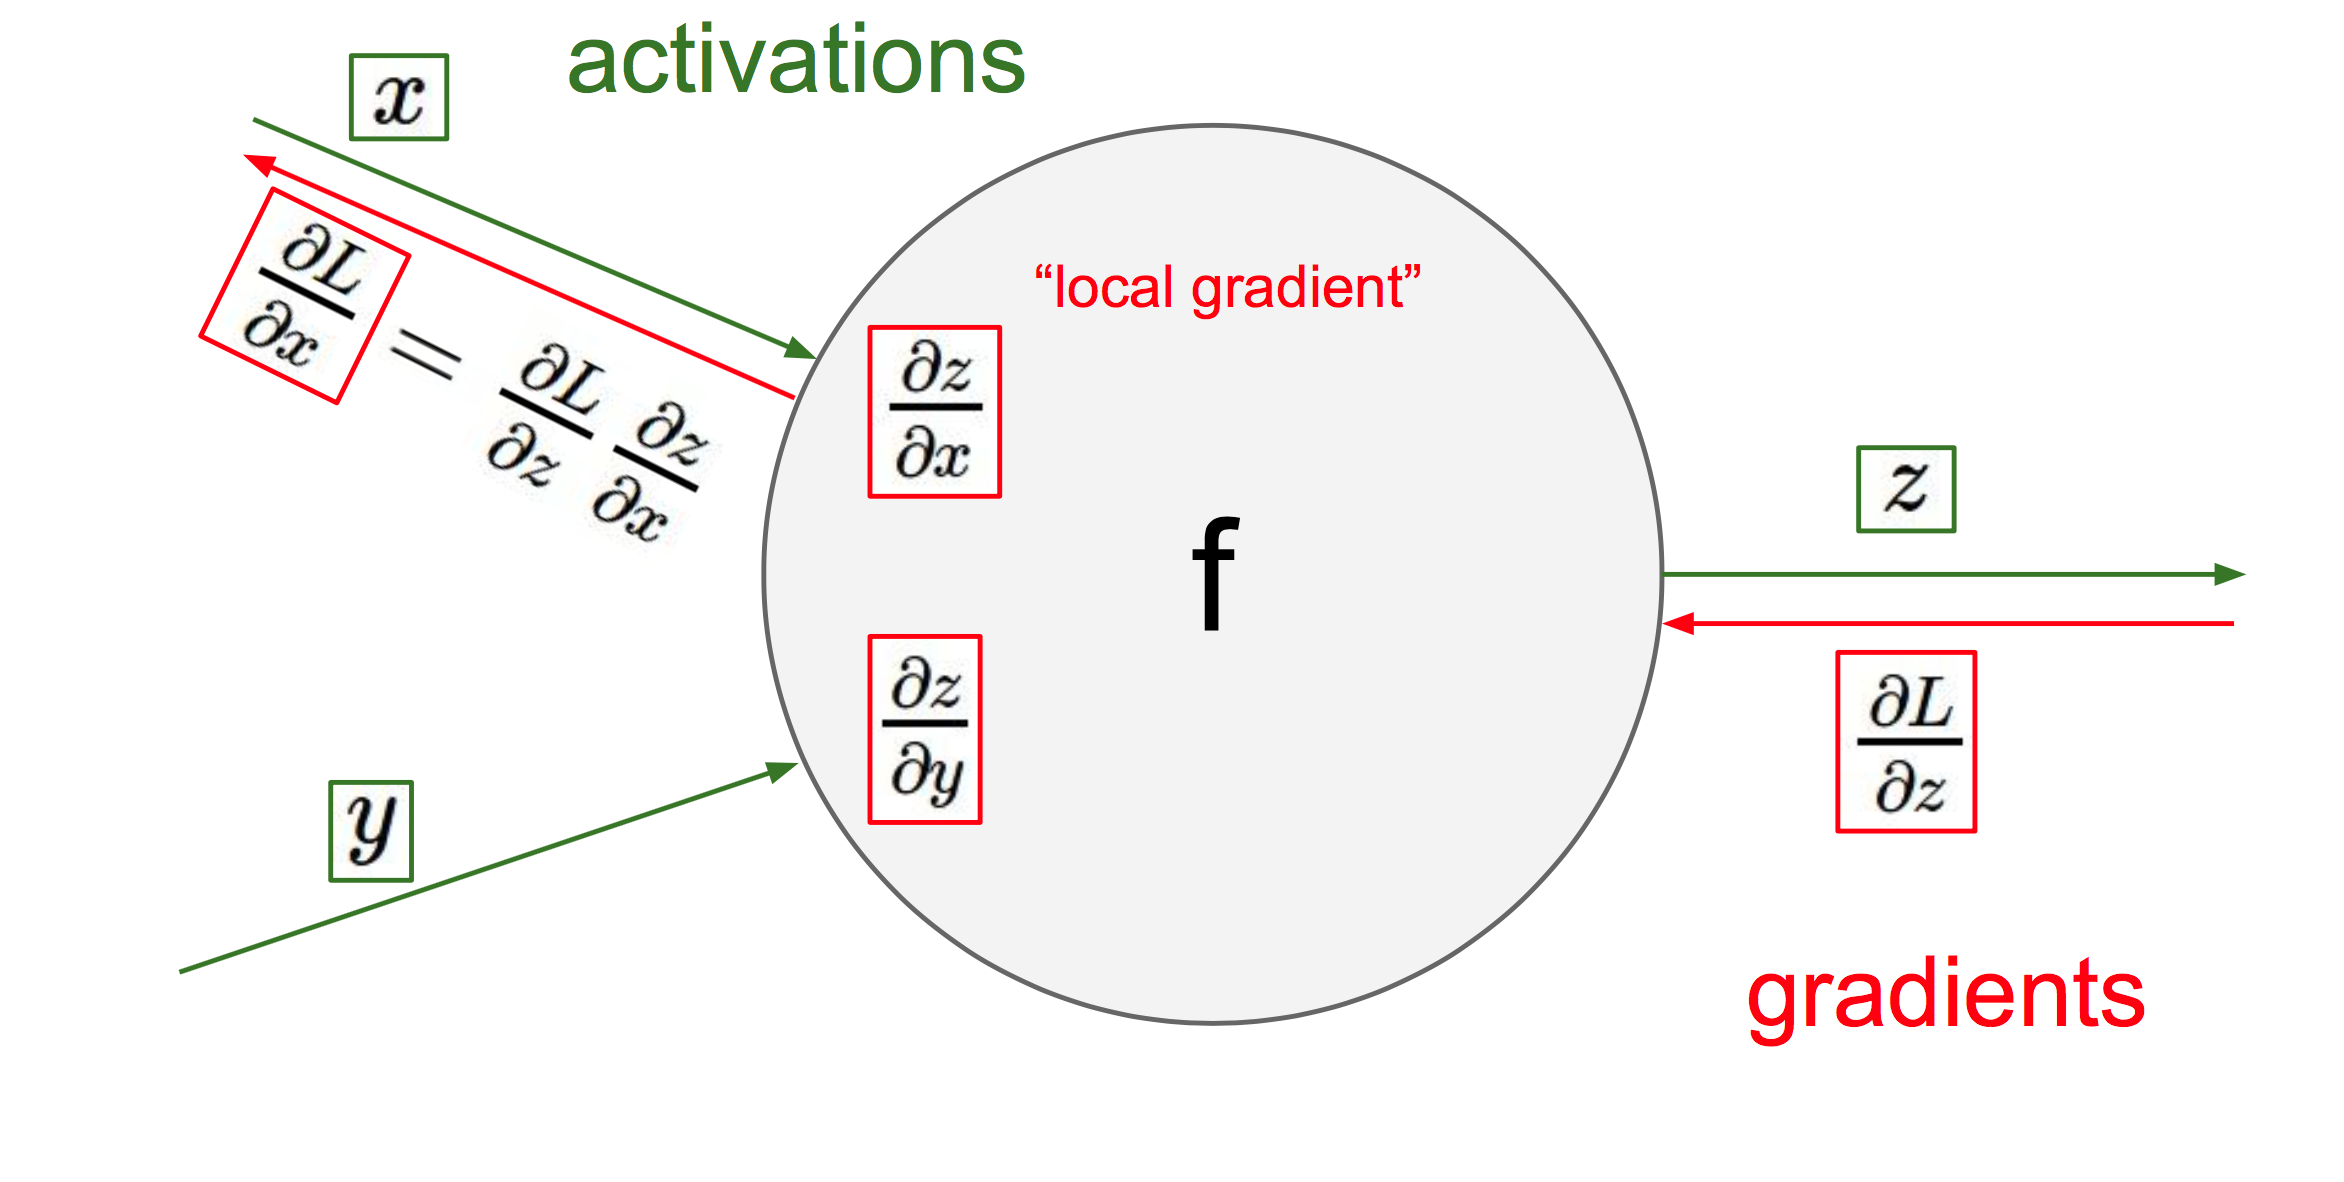 activations
x
∂L/∂x = ∂L/∂z ∂z/∂x
“local gradient”
∂z/∂x
f
z
∂z/∂y
∂L/∂z
y
gradients